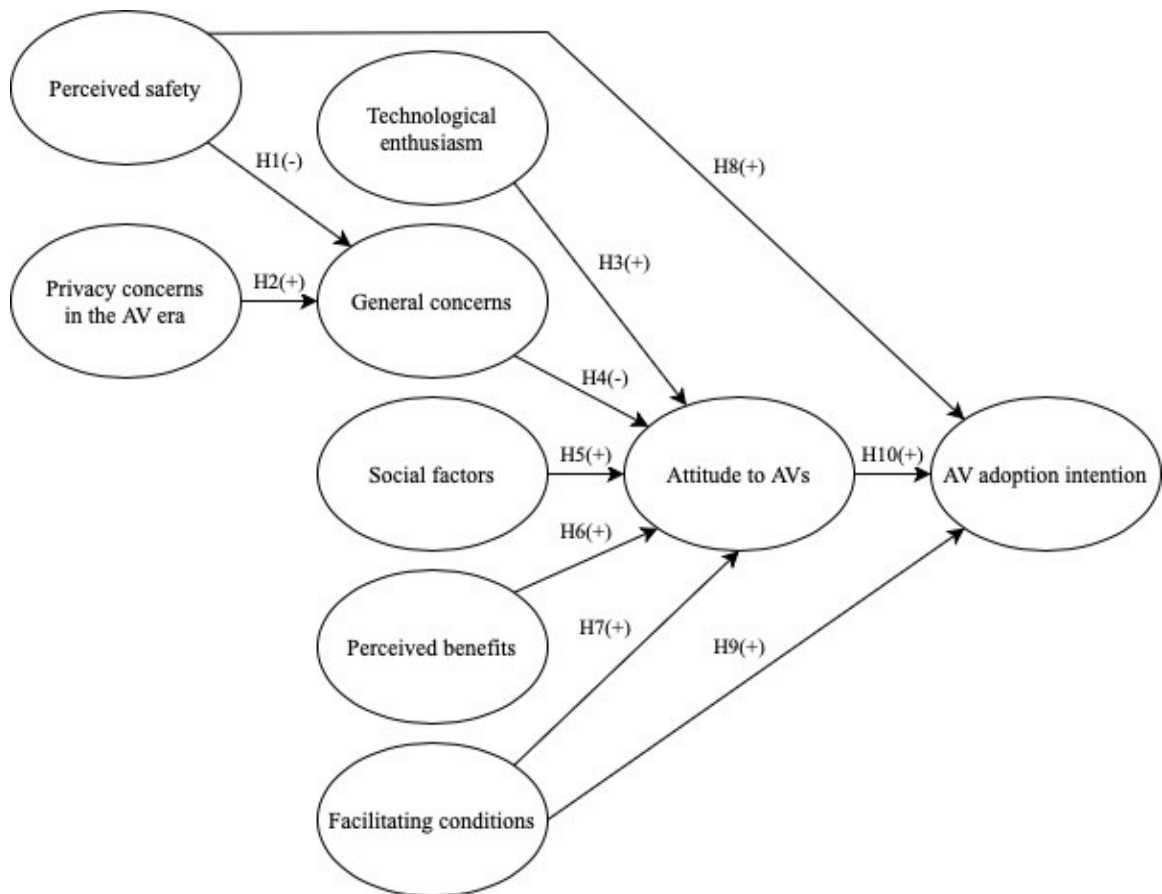 Perceived safety
Technological
enthusiasm
H1(-)
H8(+)
H3(+)
H2(+)
Privacy concerns
in the AV era
General concerns
H4(-)
H5(+)
H10(+)
Social factors
Attitude to AVs
AV adoption intention
H6(+)
H7(+)
Perceived benefits
H9(+)
Facilitating conditions